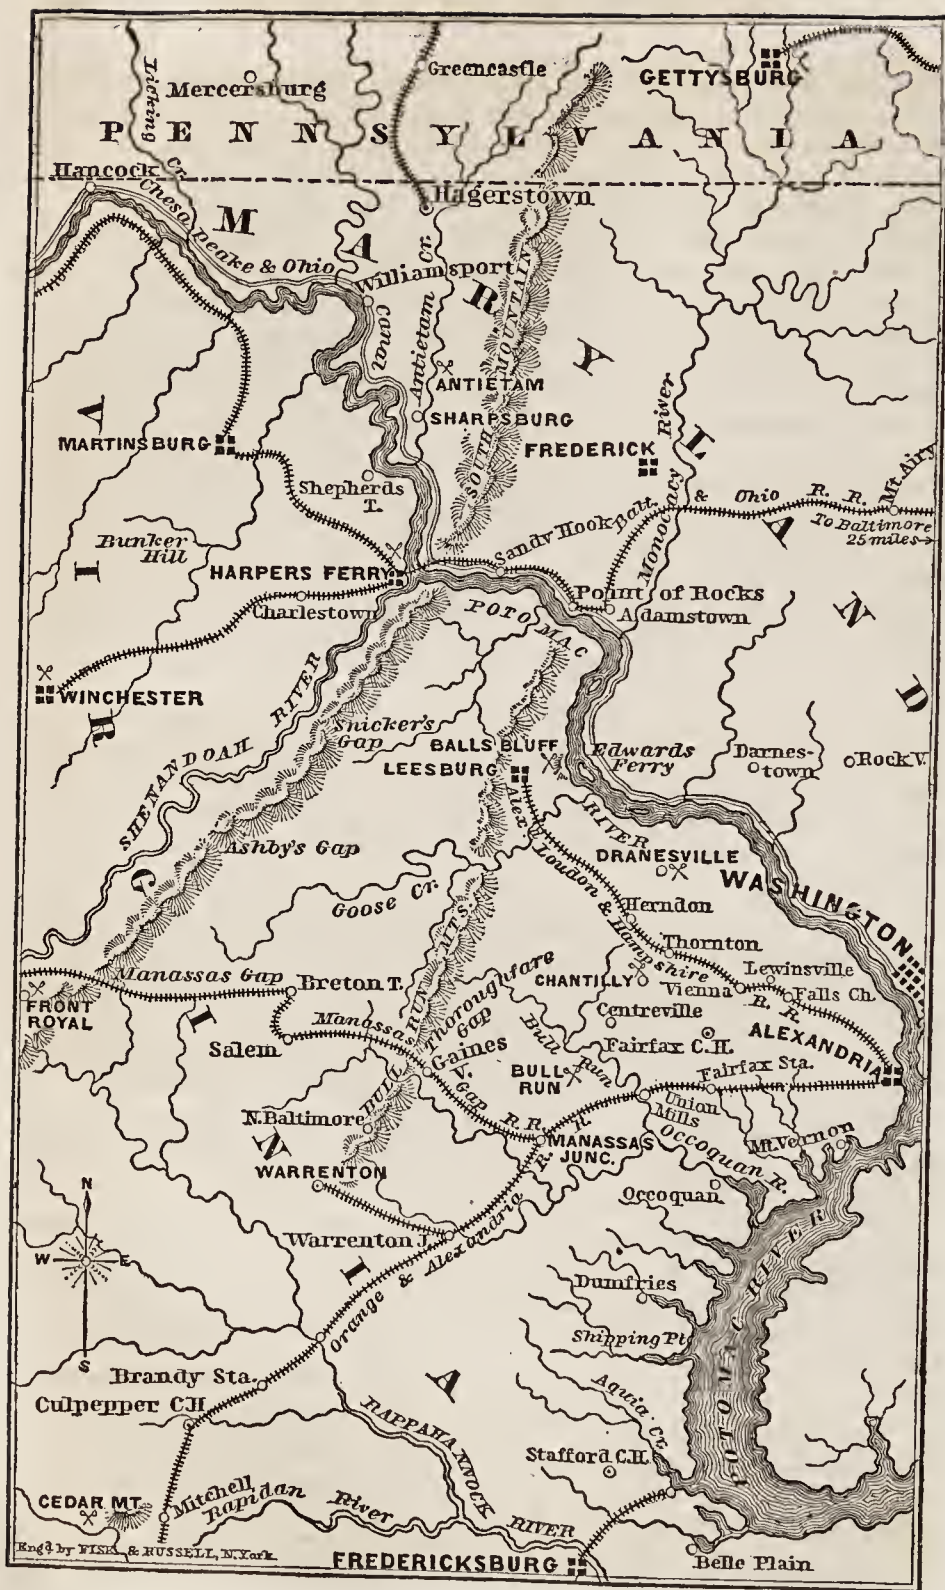 Mercersburg
Greencastle
GETTYSBURG
Licking Cr.
PENNSYLVANIA
Hancock
Hagerstown
Chesapeake & Ohio Canal
MARYLAND
Williamsport
Antietam Cr.
SOUTH MOUNTAIN
ANTIETAM
SHARPSBURG
MARTINSBURG
FREDERICK
Monocacy River
Shepherds T.
Mt. Airy
Sandy Hook
Balt. & Ohio R. R.
To Baltimore 25 miles
Bunker Hill
HARPERS FERRY
Charlestown
Point of Rocks
Adamstown
POTOMAC RIVER
WINCHESTER
SHENANDOAH RIVER
Snicker's Gap
BALLS BLUFF
LEESBURG
Edwards Ferry
Darnes-town
Rock V.
VIRGINIA
Ashby's Gap
Alex. Loudon & Hampshire R. R.
DRANESVILLE
WASHINGTON
Goose Cr.
Herndon
Thornton
Manassas Gap
Breton T.
BULL RUN MTS.
Thoroughfare Gap
CHANTILLY
Vienna
Lewinsville
Falls Ch.
FRONT ROYAL
Centreville
Salem
Manassas Gap R. R.
Gaines V.
Fairfax C.H.
ALEXANDRIA
BULL RUN
Bull Run
Fairfax Sta.
Union Mills
N. Baltimore
MANASSAS JUNC.
OCCOQUAN R.
Mt. Vernon
WARRENTON
Occoquan
Warrenton J.
Orange & Alexandria R. R.
N
W E
S
Dumfries
Shipping Pt.
POTOMAC RIVER
Brandy Sta.
Culpepper C.H.
Aquia Cr.
RAPPAHANNOCK RIVER
Stafford C.H.
CEDAR MT.
Mitchell
Rapidan River
Eng'd by FISK & RUSSELL, N. York.
FREDERICKSBURG
Belle Plain